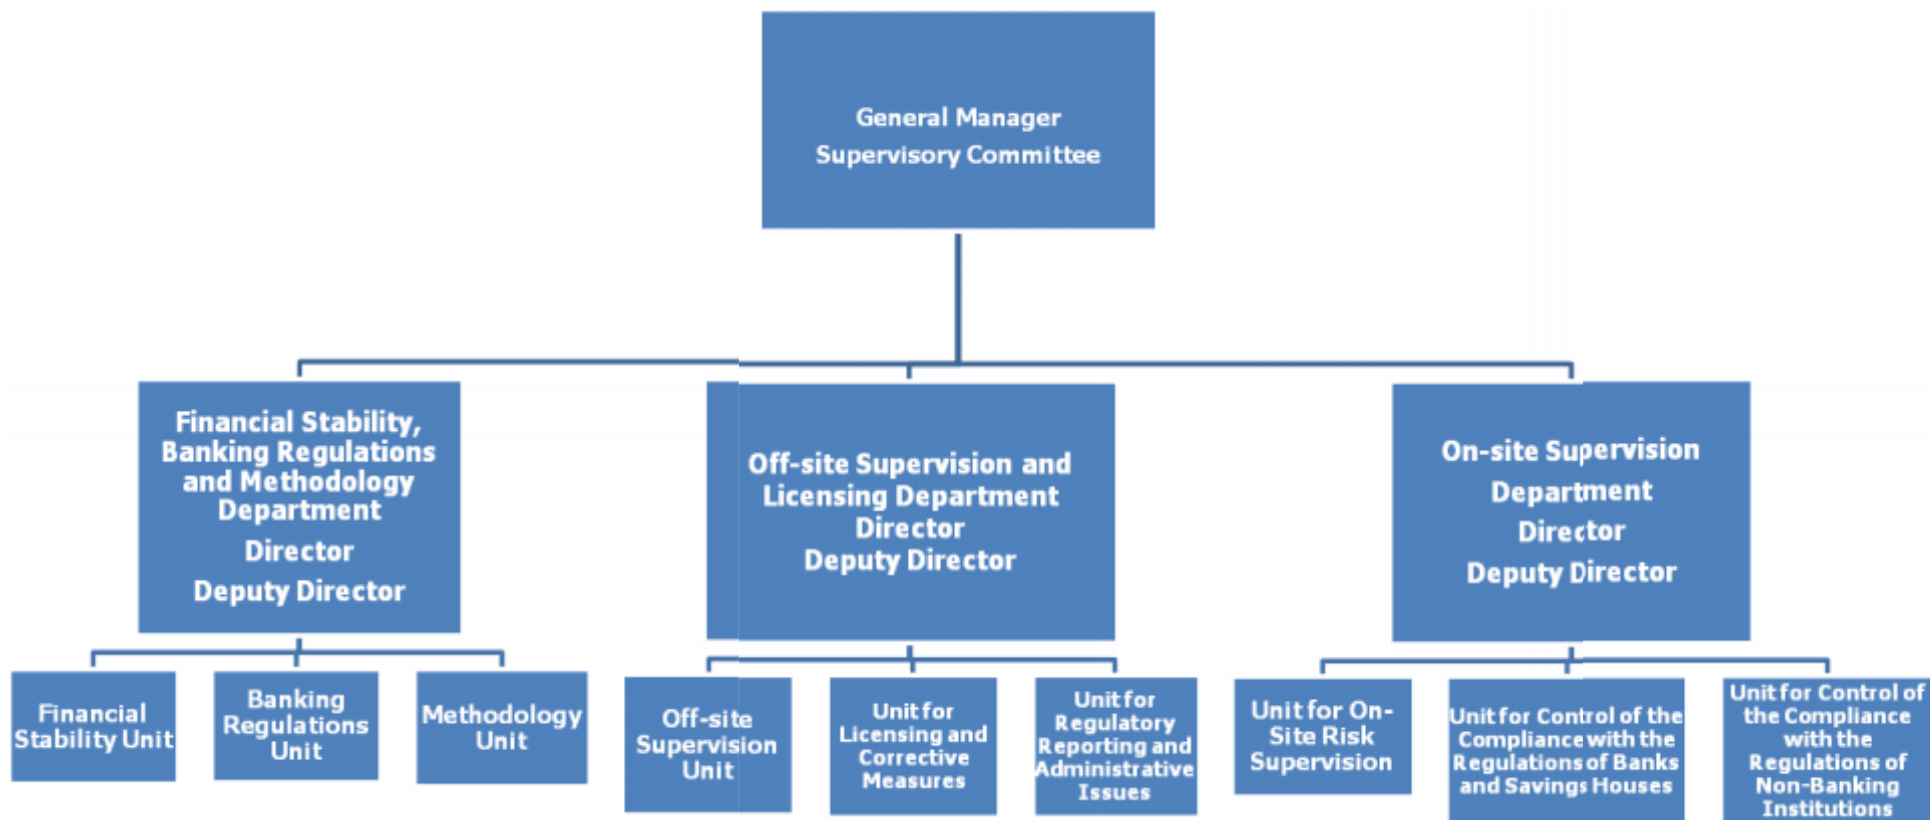 General Manager
Supervisory Committee
Financial Stability,
Banking Regulations
and Methodology
Department
Director
Deputy Director
Off-site Supervision and
Licensing Department
Director
Deputy Director
On-site Supervision
Department
Director
Deputy Director
Financial
Stability Unit
Banking
Regulations
Unit
Methodology
Unit
Off-site
Supervision
Unit
Unit for
Licensing and
Corrective
Measures
Unit for
Regulatory
Reporting and
Administrative
Issues
Unit for On-
Site Risk
Supervision
Unit for Control of the
Compliance with the
Regulations of Banks
and Savings Houses
Unit for Control of
the Compliance
with the
Regulations of
Non-Banking
Institutions